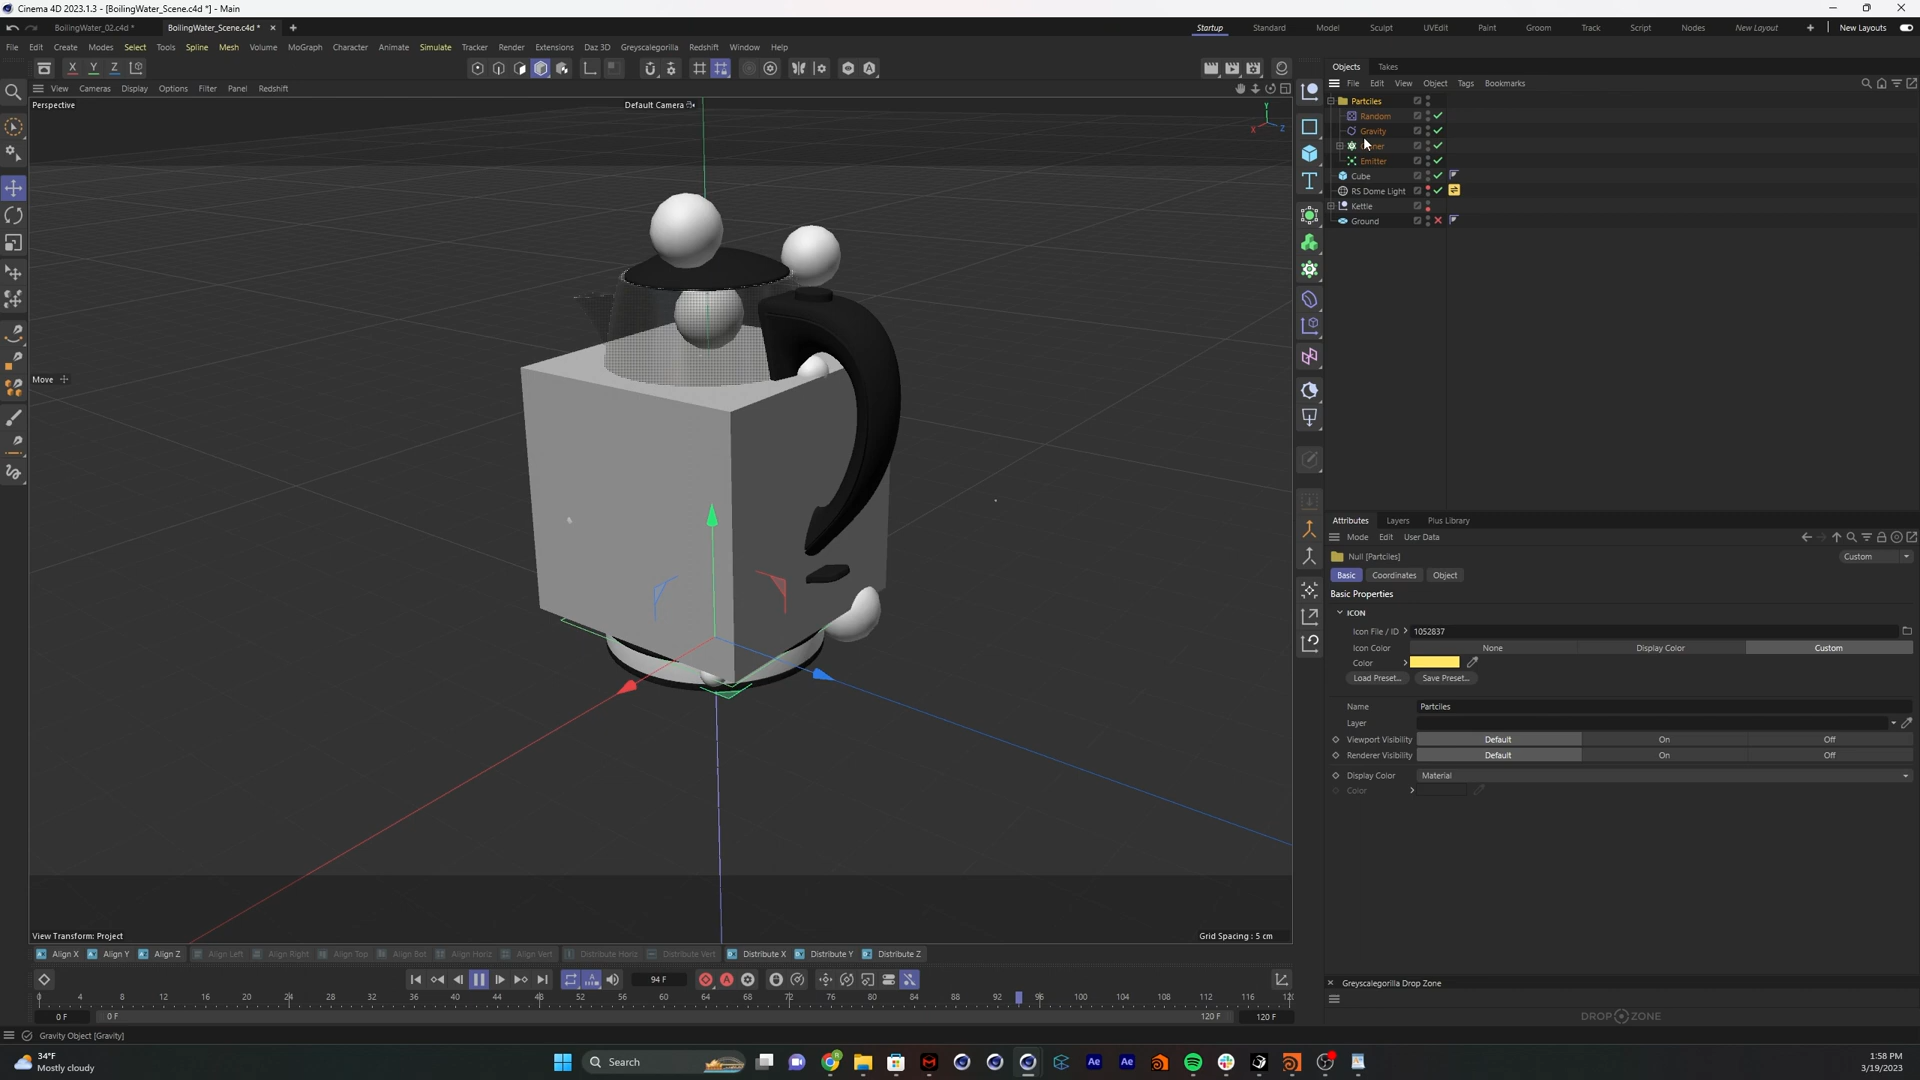 Cinema 4D 2023.1.3 - [BoilingWater_Scene.c4d *] - Main
BoilingWater_02.c4d *
BoilingWater_Scene.c4d *
Startup Standard Model Sculpt UVEdit Paint Groom Track Script Nodes New Layout New Layouts
File Edit Create Modes Select Tools Spline Mesh Volume MoGraph Character Animate Simulate Tracker Render Extensions Daz 3D Greyscalegorilla Redshift Window Help
X Y Z
View Cameras Display Options Filter Panel Redshift
Perspective
Default Camera
Y
X
Z
Move
View Transform: Project
Grid Spacing : 5 cm
Objects Takes
File Edit View Object Tags Bookmarks
Partciles
Random
Gravity
Emitter
Cube
RS Dome Light
Kettle
Ground
Attributes Layers Plus Library
Mode Edit User Data
Null [Partciles]
Custom
Basic Coordinates Object
Basic Properties
ICON
Icon File / ID 1052837
Icon Color None Display Color Custom
Color
Load Preset... Save Preset...
Name Partciles
Layer
Viewport Visibility Default On Off
Renderer Visibility Default On Off
Display Color Material
Color
Greyscalegorilla Drop Zone
DROP ZONE
Align X Align Y Align Z Align Left Align Right Align Top Align Bot Align Horiz Align Vert Distribute Horiz Distribute Vert Distribute X Distribute Y Distribute Z
94 F
0 4 8 12 16 20 24 28 32 36 40 44 48 52 56 60 64 68 72 76 80 84 88 92 96 100 104 108 112 116
0 F 0 F 120 F 120 F
Gravity Object [Gravity]
34°F
Mostly cloudy
Search
1:58 PM
3/19/2023